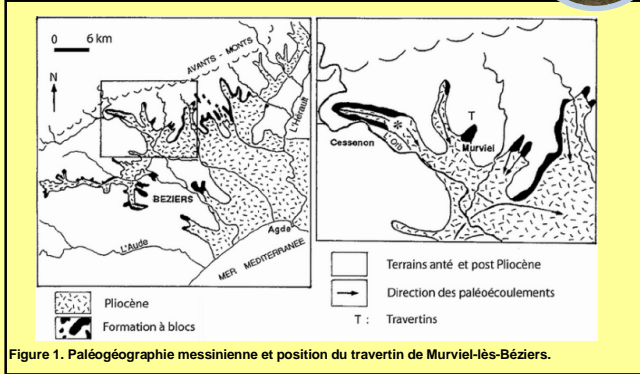 0 6 km
N
AVANTS - MONTS
L'Hérault
BEZIERS
Agde
L'Aude
MER MÉDITERRANÉE
Pliocène
Formation à blocs
T
Cessenon
Orb
Murviel
Terrains anté et post Pliocène
Direction des paléoécoulements
T : Travertins
Figure 1. Paléogéographie messinienne et position du travertin de Murviel-lès-Béziers.